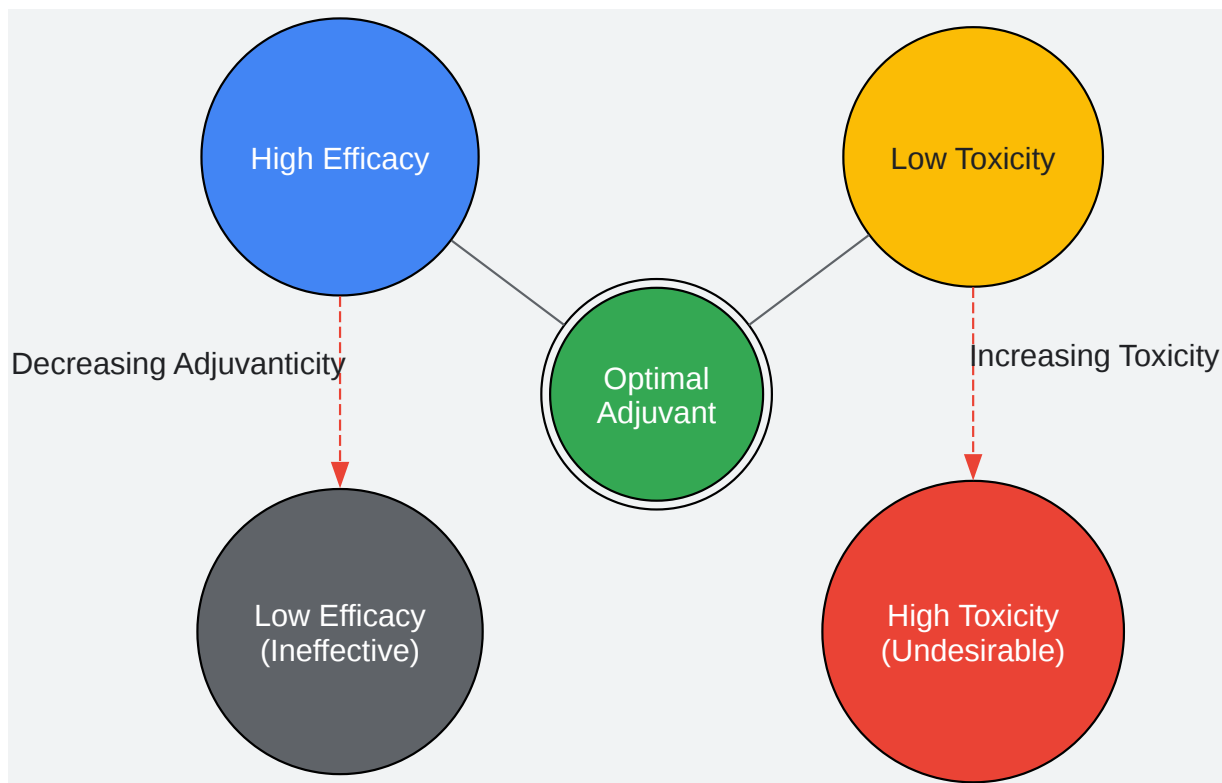 High Efficacy
Low Toxicity
Decreasing Adjuvanticity
Increasing Toxicity
Optimal
Adjuvant
Low Efficacy
(Ineffective)
High Toxicity
(Undesirable)